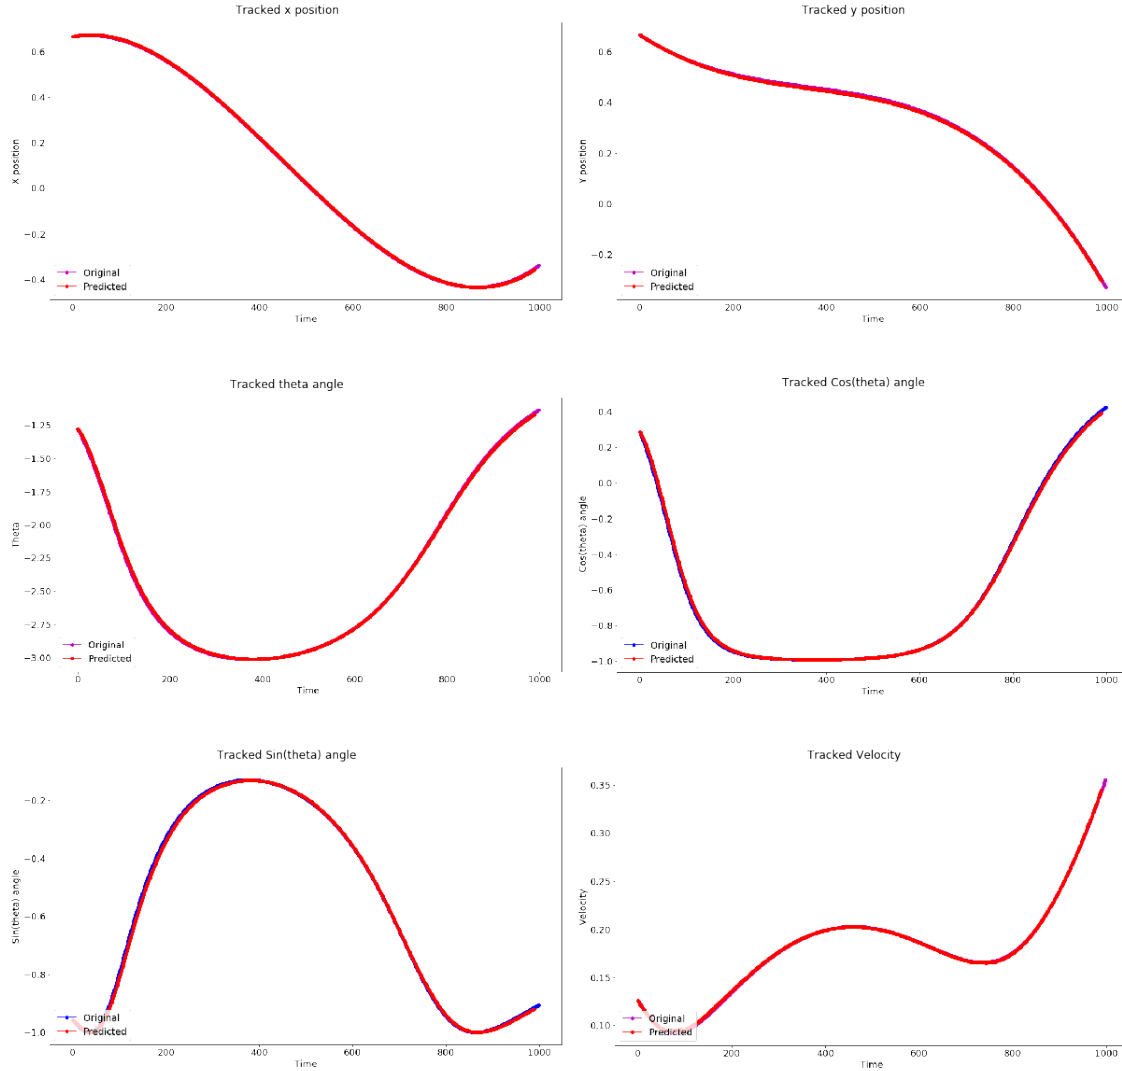 Tracked x position
X position
0.6
0.4
0.2
0.0
−0.2
−0.4
Original
Predicted
0 200 400 600 800 1000
Time
Tracked y position
Y position
0.6
0.4
0.2
0.0
−0.2
Original
Predicted
0 200 400 600 800 1000
Time
Tracked theta angle
Theta
−1.25
−1.50
−1.75
−2.00
−2.25
−2.50
−2.75
−3.00
Original
Predicted
0 200 400 600 800 1000
Time
Tracked Cos(theta) angle
Cos(theta) angle
0.4
0.2
0.0
−0.2
−0.4
−0.6
−0.8
−1.0
Original
Predicted
0 200 400 600 800 1000
Time
Tracked Sin(theta) angle
Sin(theta) angle
−0.2
−0.4
−0.6
−0.8
−1.0
Original
Predicted
0 200 400 600 800 1000
Time
Tracked Velocity
Velocity
0.35
0.30
0.25
0.20
0.15
0.10
Original
Predicted
0 200 400 600 800 1000
Time